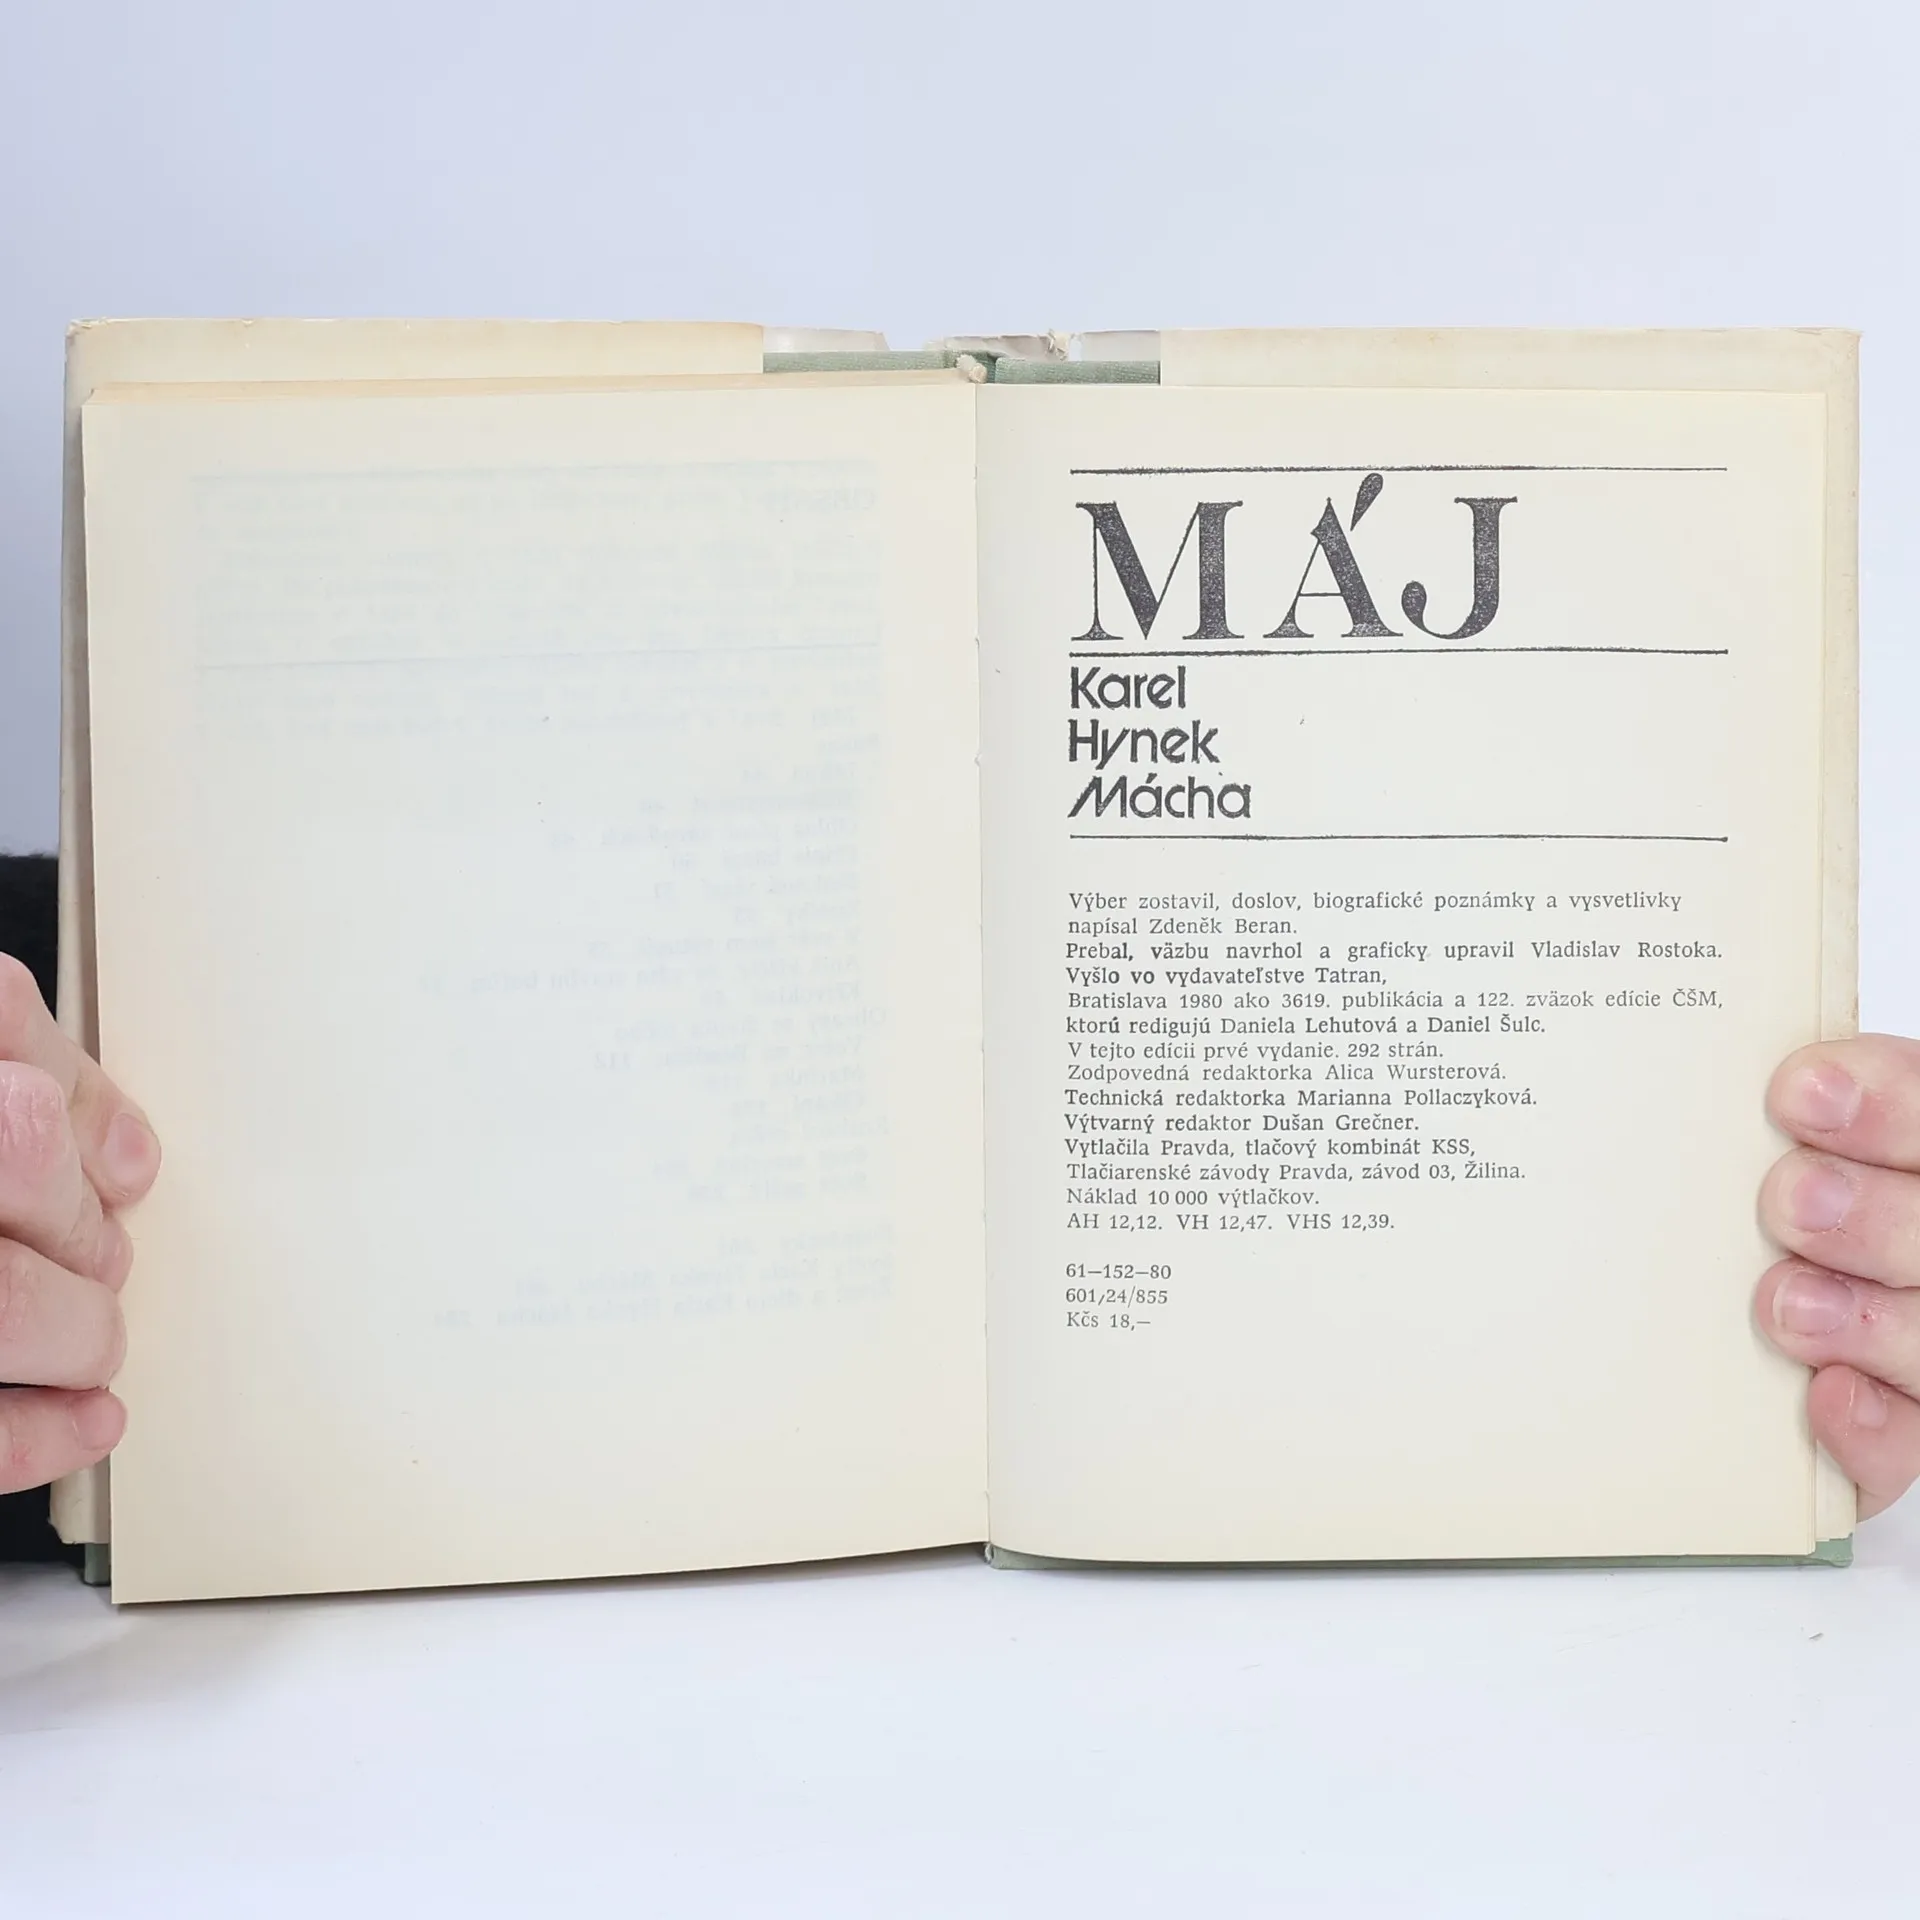 MÁJ
Karel
Hynek
Mácha
Výber zostavil, doslov, biografické poznámky a vysvetlivky
napísal Zdeněk Beran.
Prebal, väzbu navrhol a graficky upravil Vladislav Rostoka.
Vyšlo vo vydavateľstve Tatran,
Bratislava 1980 ako 3619. publikácia a 122. zväzok edície ČŠM,
ktorú redigujú Daniela Lehutová a Daniel Šulc.
V tejto edícii prvé vydanie. 292 strán.
Zodpovedná redaktorka Alica Wursterová.
Technická redaktorka Marianna Pollaczyková.
Výtvarný redaktor Dušan Grečner.
Vytlačila Pravda, tlačový kombinát KSS,
Tlačiarenské závody Pravda, závod 03, Žilina.
Náklad 10 000 výtlačkov.
AH 12,12. VH 12,47. VHS 12,39.
61—152—80
601/24/855
Kčs 18,—